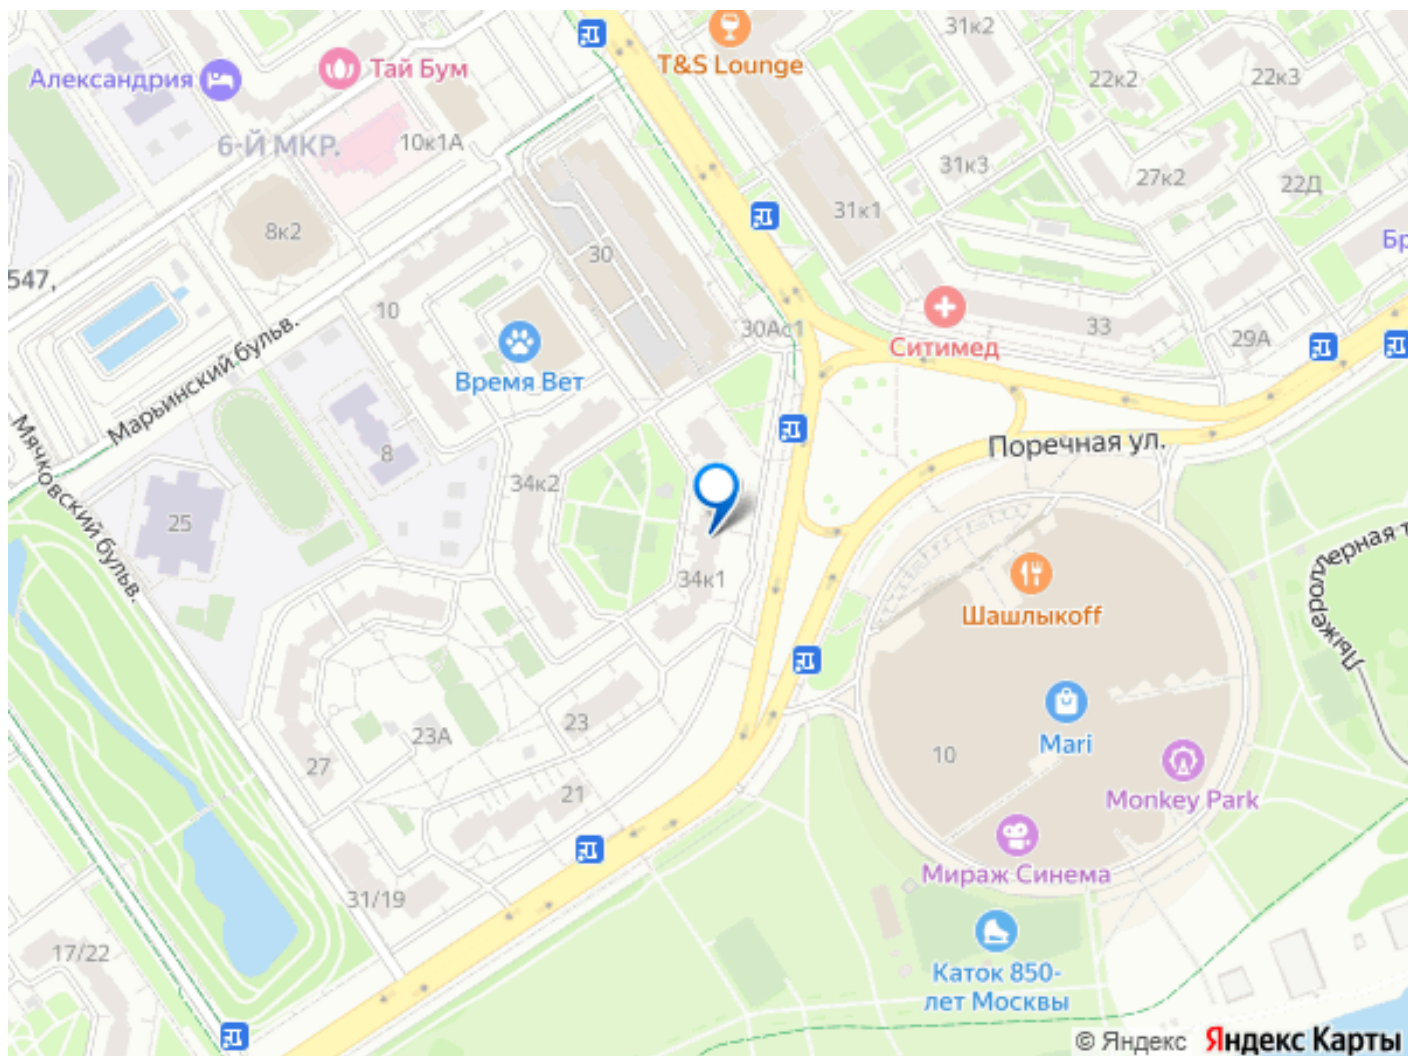 31к2
T&S Lounge
Тай Бум
Александрия
22к2
22к3
6-Й МКР.
10к1А
31к3
27к2
22Д
31к1
8к2
Бр
30
547,
10
30Ас1
33
29А
Ситимед
Марьинский бульв.
Время Вет
Поречная ул.
8
34к2
Мячковский бульв.
25
34к1
Шашлыкоff
Лыжероллерная т
23
23А
Mari
10
27
21
Monkey Park
Мираж Синема
31/19
17/22
Каток 850-
лет Москвы
© Яндекс Яндекс Карты